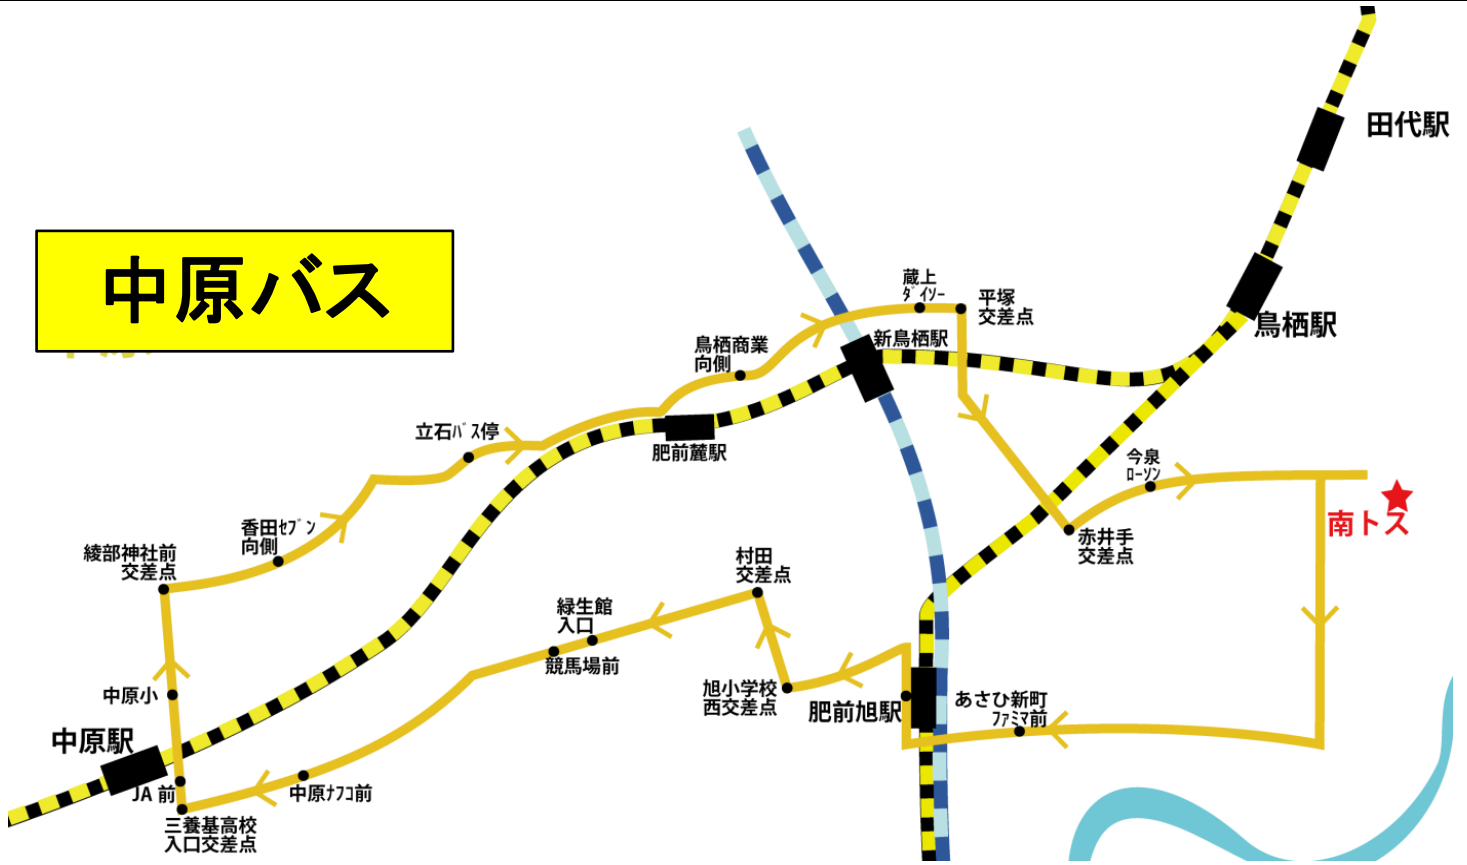 田代駅
中原バス
鳥栖駅
蔵上
ダイソー
平塚
交差点
新鳥栖駅
鳥栖商業
向側
立石バス停
肥前麓駅
今泉
ローソン
南トス
赤井手
交差点
香田セブン
向側
綾部神社前
交差点
村田
交差点
緑生館
入口
競馬場前
中原小
旭小学校
西交差点
肥前旭駅
あさひ新町
ファミマ前
中原駅
JA 前
中原ナフコ前
三養基高校
入口交差点